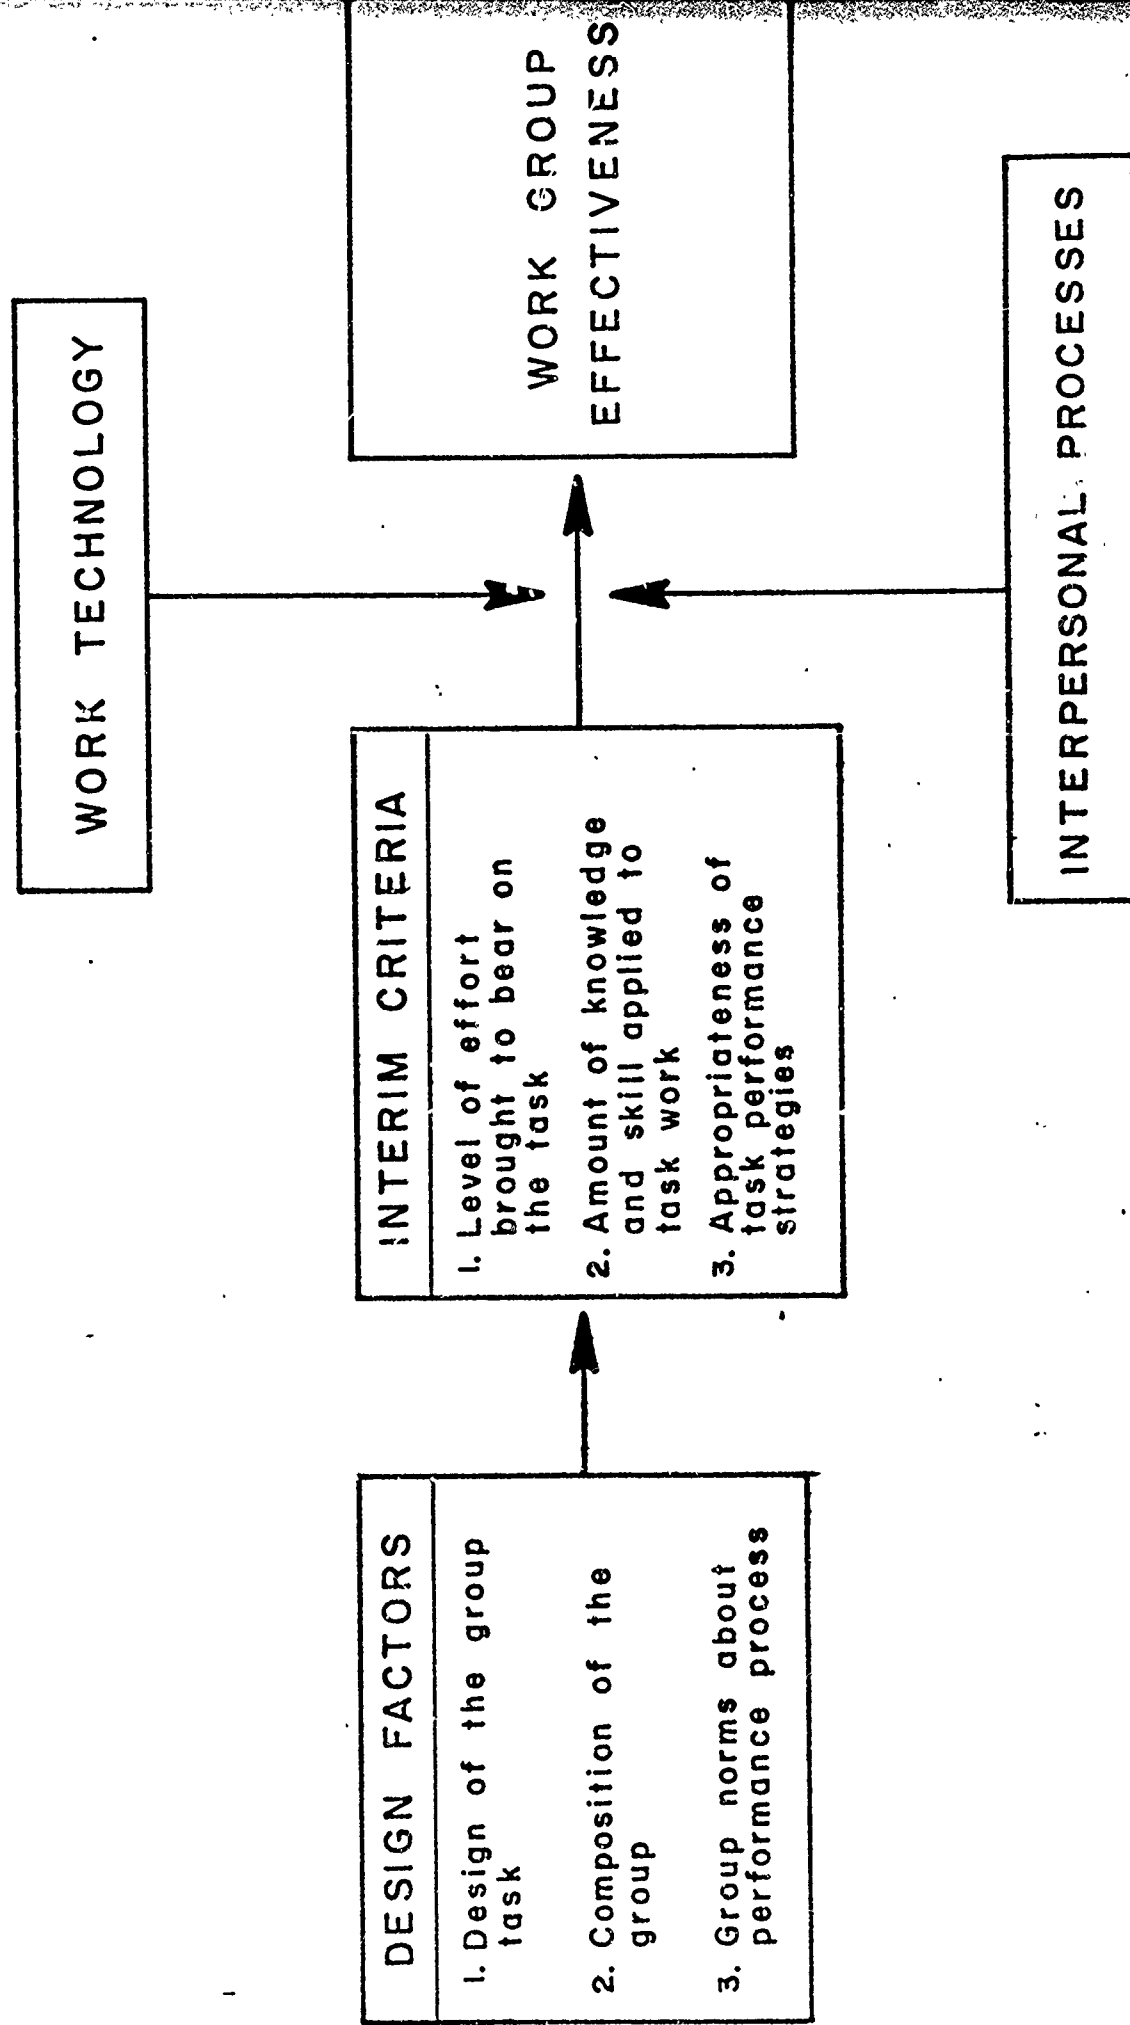 WORK TECHNOLOGY
DESIGN FACTORS
1. Design of the group
task
2. Composition of the
group
3. Group norms about
performance process
INTERIM CRITERIA
1. Level of effort
brought to bear on
the task
2. Amount of knowledge
and skill applied to
task work
3. Appropriateness of
task performance
strategies
WORK GROUP
EFFECTIVENESS
INTERPERSONAL PROCESSES